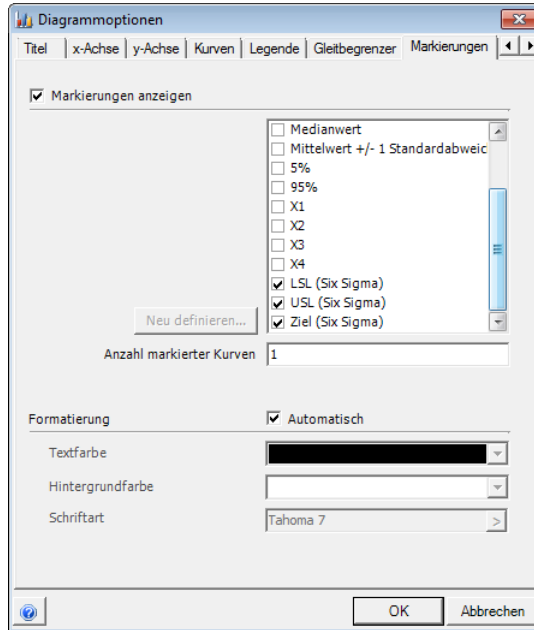 Diagrammoptionen
Titel x-Achse y-Achse Kurven Legende Gleitbegrenzer Markierungen
Markierungen anzeigen
Medianwert
Mittelwert +/- 1 Standardabweic
5%
95%
X1
X2
X3
X4
LSL (Six Sigma)
USL (Six Sigma)
Ziel (Six Sigma)
Neu definieren...
Anzahl markierter Kurven 1
Formatierung Automatisch
Textfarbe
Hintergrundfarbe
Schriftart Tahoma 7 >
OK Abbrechen